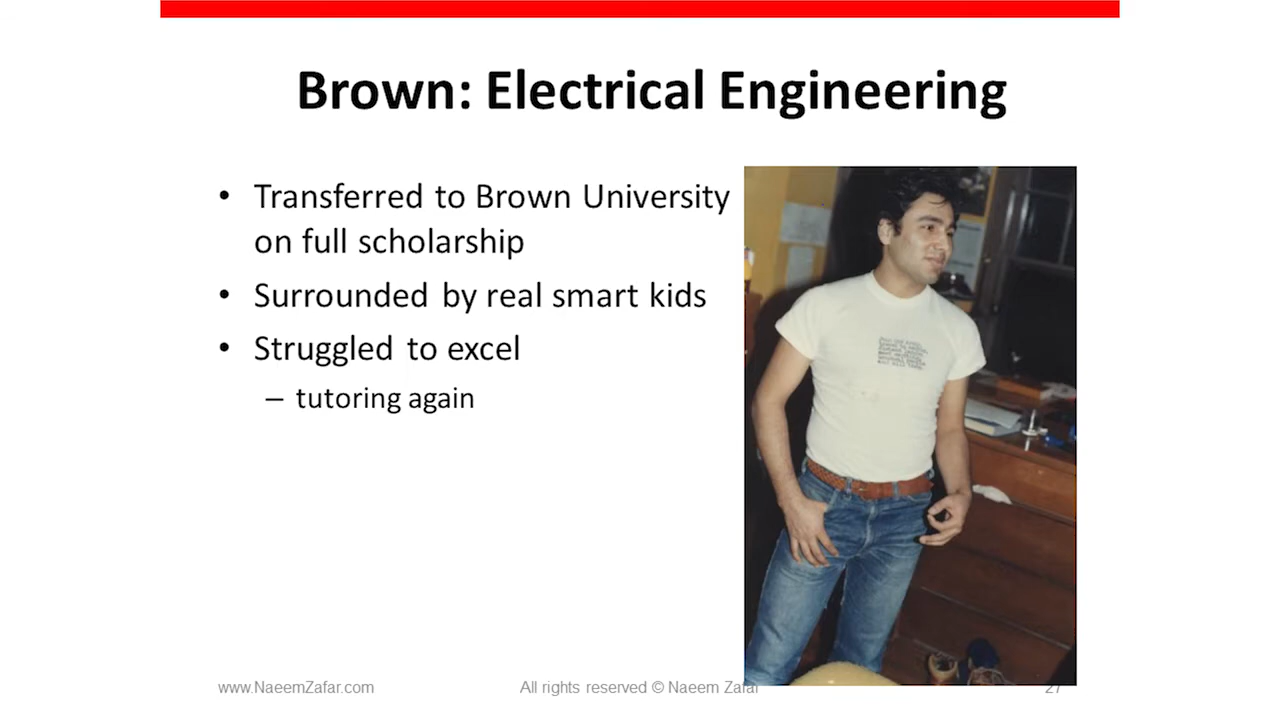 Brown: Electrical Engineering
• Transferred to Brown University
on full scholarship
• Surrounded by real smart kids
• Struggled to excel
– tutoring again
www.NaeemZafar.com
All rights reserved © Naeem Zafar
27